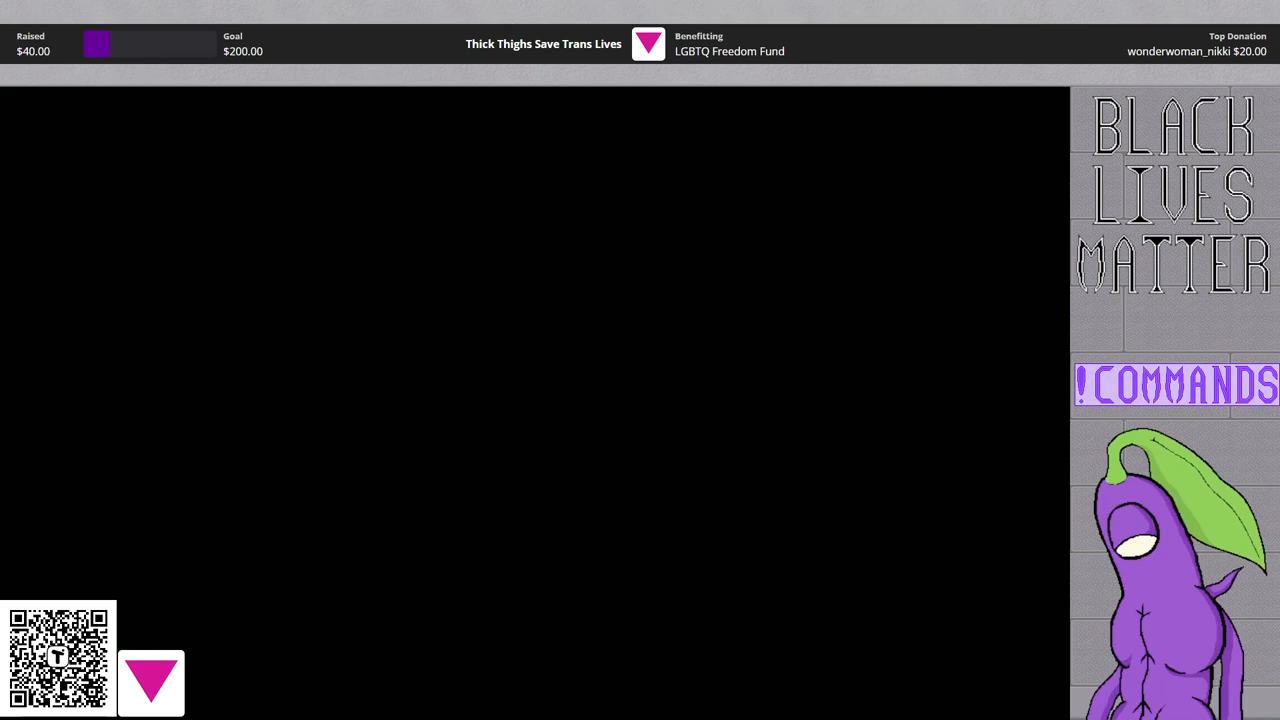 Raised
$40.00
Goal
$200.00
Thick Thighs Save Trans Lives
Benefitting
LGBTQ Freedom Fund
Top Donation
wonderwoman_nikki $20.00
BLACK
LIVES
MATTER
!COMMANDS
T